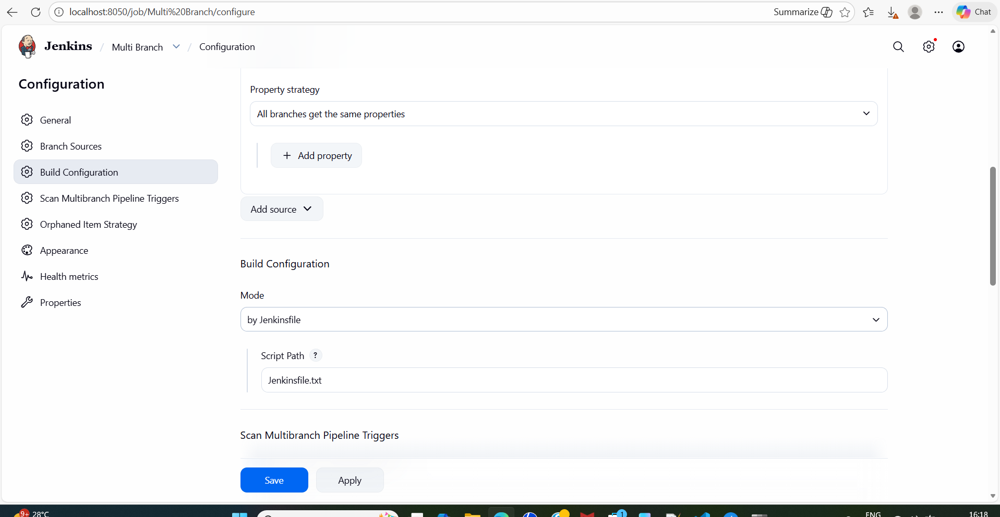 localhost:8050/job/Multi%20Branch/configure
Summarize
Chat
Jenkins / Multi Branch / Configuration
Configuration
General
Branch Sources
Build Configuration
Scan Multibranch Pipeline Triggers
Orphaned Item Strategy
Appearance
Health metrics
Properties
Property strategy
All branches get the same properties
+ Add property
Add source
Build Configuration
Mode
by Jenkinsfile
Script Path ?
Jenkinsfile.txt
Scan Multibranch Pipeline Triggers
Save
Apply
9+ 28°C
1
ENG
16:18